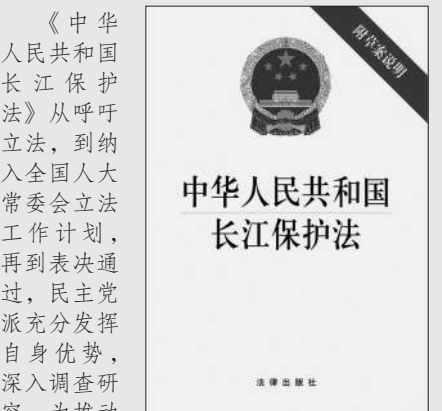 《中华
人民共和国
长江保护
法》从呼吁
立法，到纳
入全国人大
常委会立法
工作计划，
再到表决通
过，民主党
派充分发挥
自身优势，
深入调查研
究，为推动
附草案说明
中华人民共和国
长江保护法
法律出版社